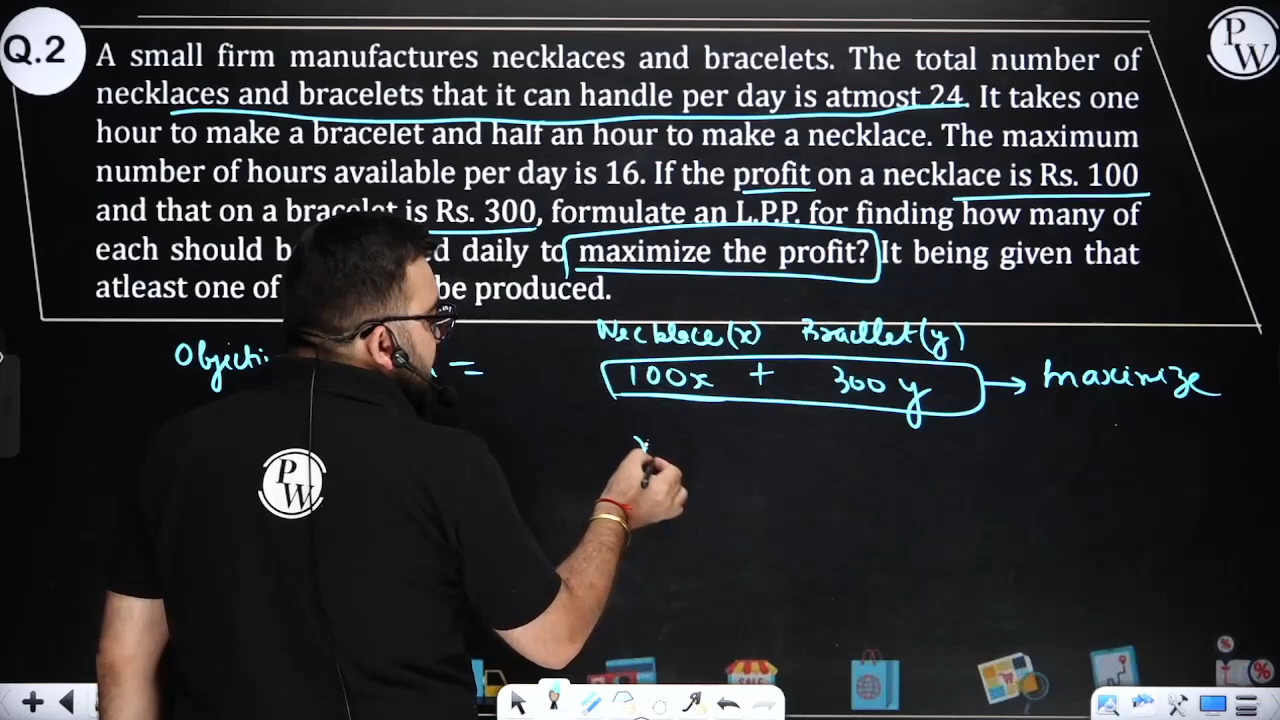 Q.2
A small firm manufactures necklaces and bracelets. The total number of
necklaces and bracelets that it can handle per day is atmost 24. It takes one
hour to make a bracelet and half an hour to make a necklace. The maximum
number of hours available per day is 16. If the profit on a necklace is Rs. 100
and that on a bracelet is Rs. 300, formulate an L.P.P. for finding how many of
each should daily to maximize the profit? It being given that
atleast one of be produced.
Necklace(x) Bracllet(y)
= 100x + 300y → maximize
PW
PW
SALE
%
%